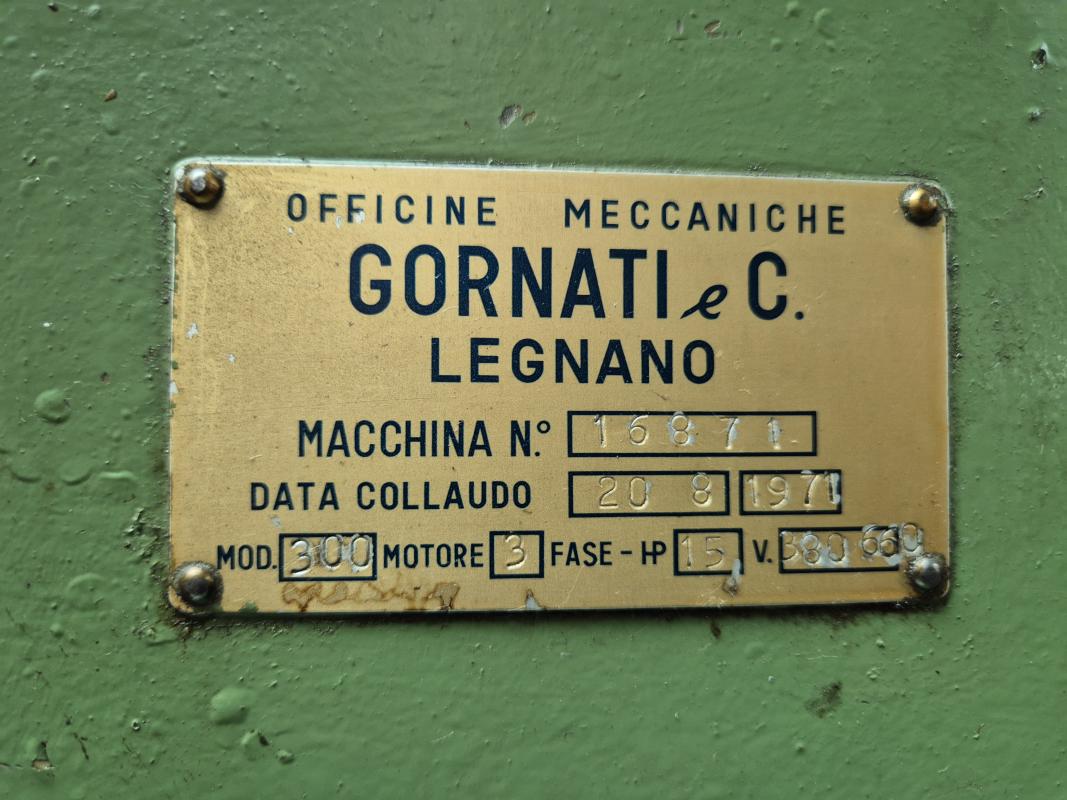 OFFICINE MECCANICHE
GORNATI e C.
LEGNANO
MACCHINA N.° 16871
DATA COLLAUDO 20 8 1971
MOD. 300 MOTORE 3 FASE - HP 15 V. 380 660